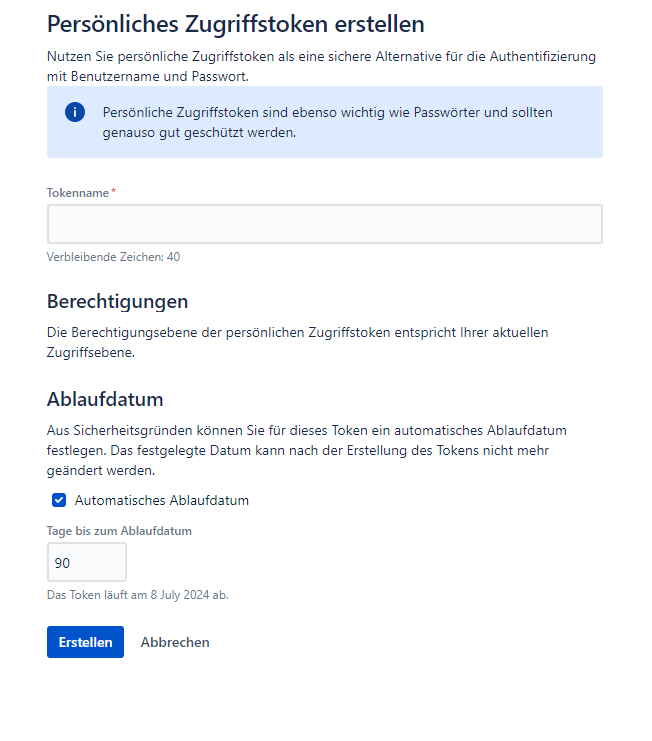 Persönliches Zugriffstoken erstellen
Nutzen Sie persönliche Zugriffstoken als eine sichere Alternative für die Authentifizierung
mit Benutzername und Passwort.
Persönliche Zugriffstoken sind ebenso wichtig wie Passwörter und sollten
genauso gut geschützt werden.
Tokenname*
Verbleibende Zeichen: 40
Berechtigungen
Die Berechtigungsebene der persönlichen Zugriffstoken entspricht Ihrer aktuellen
Zugriffsebene.
Ablaufdatum
Aus Sicherheitsgründen können Sie für dieses Token ein automatisches Ablaufdatum
festlegen. Das festgelegte Datum kann nach der Erstellung des Tokens nicht mehr
geändert werden.
Automatisches Ablaufdatum
Tage bis zum Ablaufdatum
90
Das Token läuft am 8 July 2024 ab.
Erstellen Abbrechen